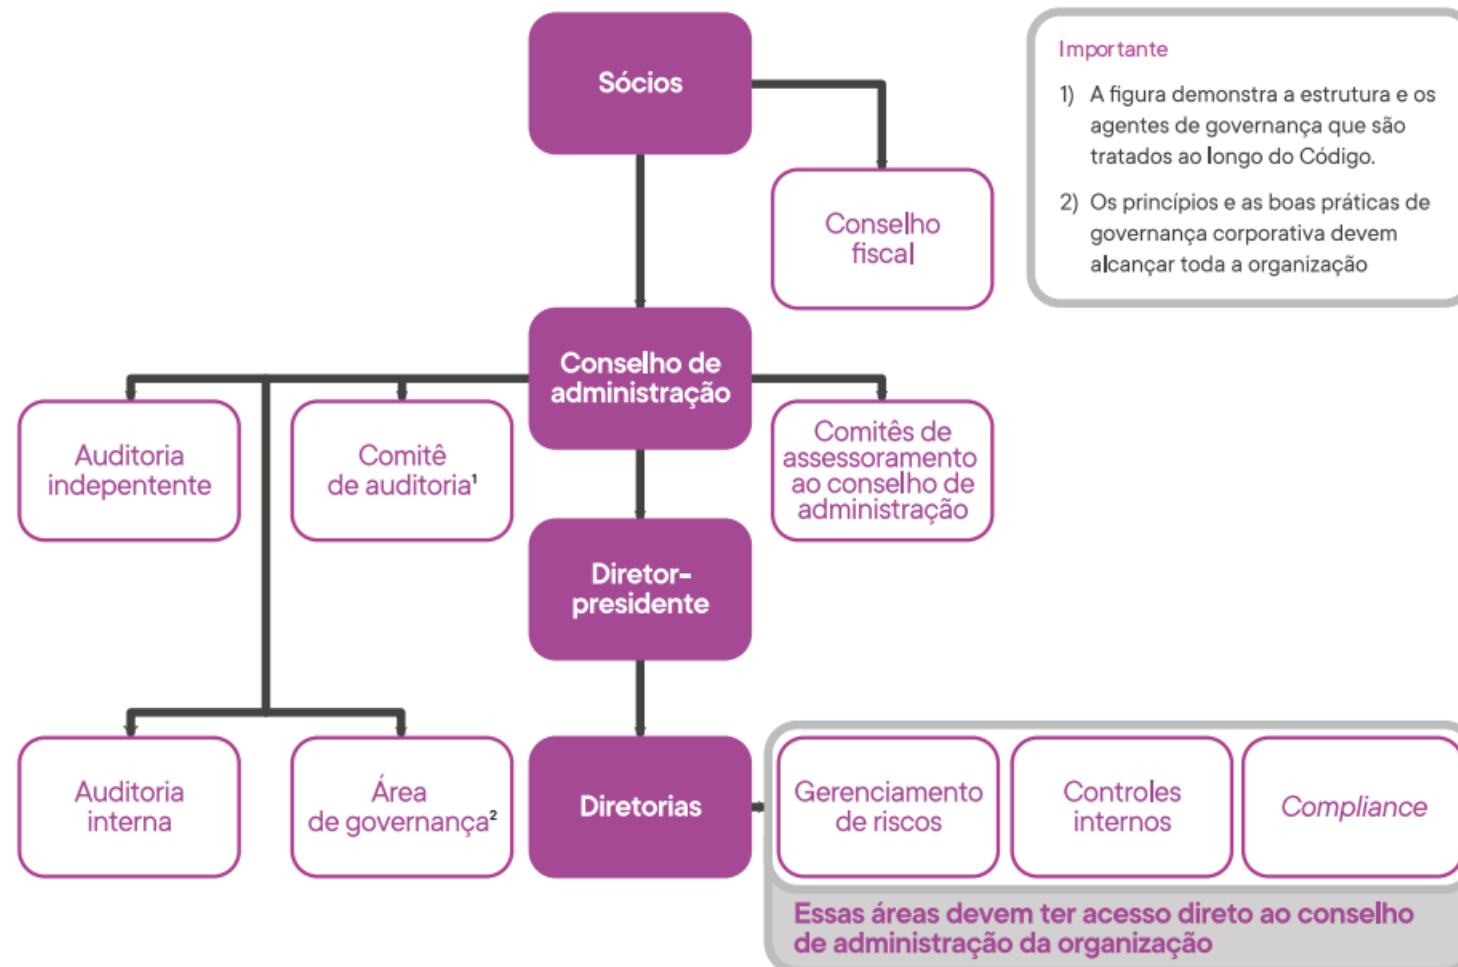 Sócios
Importante
1) A figura demonstra a estrutura e os
agentes de governança que são
tratados ao longo do Código.
2) Os princípios e as boas práticas de
governança corporativa devem
alcançar toda a organização
Conselho
fiscal
Conselho de
administração
Auditoria
indepentente
Comitê
de auditoria¹
Comitês de
assessoramento
ao conselho de
administração
Diretor-
presidente
Auditoria
interna
Área
de governança²
Diretorias
Gerenciamento
de riscos
Controles
internos
Compliance
Essas áreas devem ter acesso direto ao conselho
de administração da organização